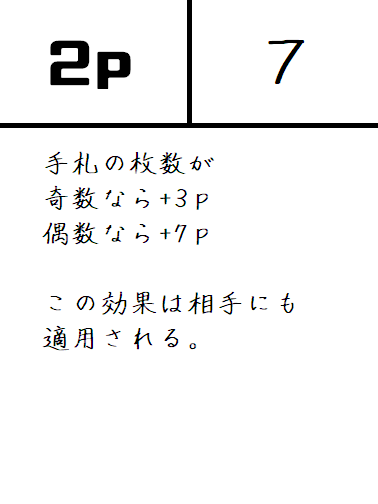 2p
7
手札の枚数が
奇数なら+3p
偶数なら+7p
この効果は相手にも
適用される。